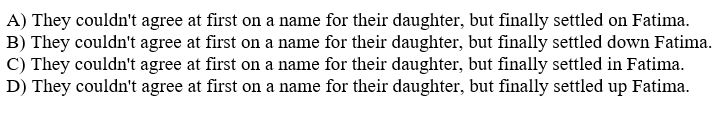 A) They couldn't agree at first on a name for their daughter, but finally settled on Fatima.
B) They couldn't agree at first on a name for their daughter, but finally settled down Fatima.
C) They couldn't agree at first on a name for their daughter, but finally settled in Fatima.
D) They couldn't agree at first on a name for their daughter, but finally settled up Fatima.